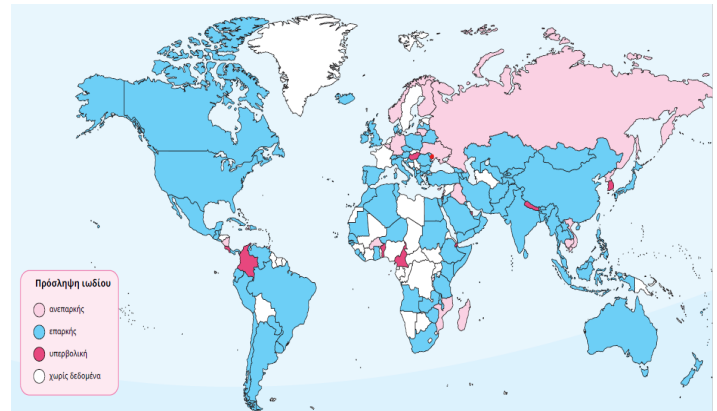 Πρόσληψη ιωδίου
ανεπαρκής
επαρκής
υπερβολική
χωρίς δεδομένα